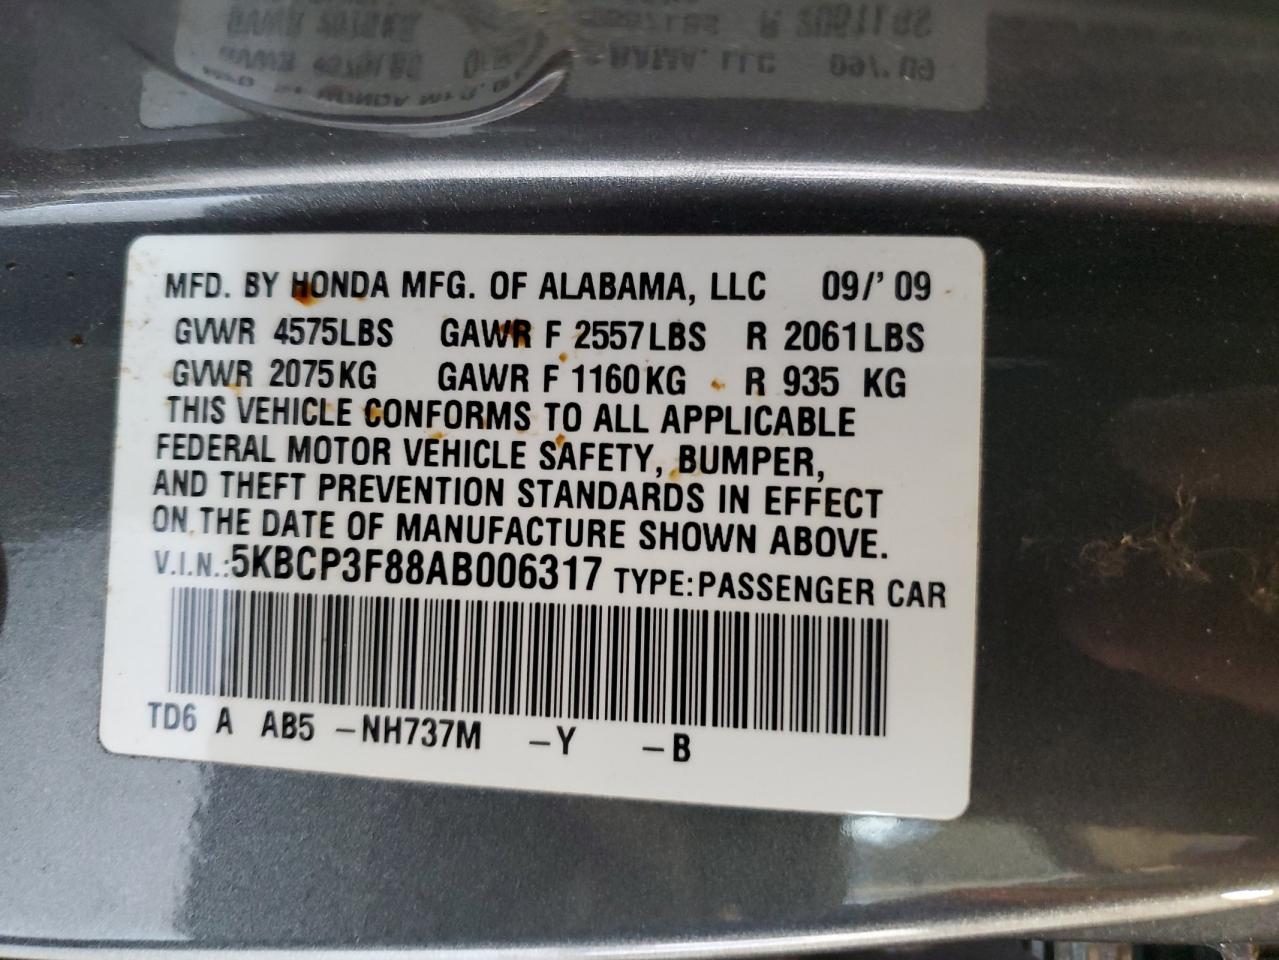 MFD. BY HONDA MFG. OF ALABAMA, LLC 09/'09
GVWR 4575LBS GAWR F 2557LBS R 2061LBS
GVWR 2075KG GAWR F 1160KG R 935 KG
THIS VEHICLE CONFORMS TO ALL APPLICABLE
FEDERAL MOTOR VEHICLE SAFETY, BUMPER,
AND THEFT PREVENTION STANDARDS IN EFFECT
ON THE DATE OF MANUFACTURE SHOWN ABOVE.
V.I.N.:5KBCP3F88AB006317 TYPE:PASSENGER CAR
TD6 A AB5 -NH737M -Y -B